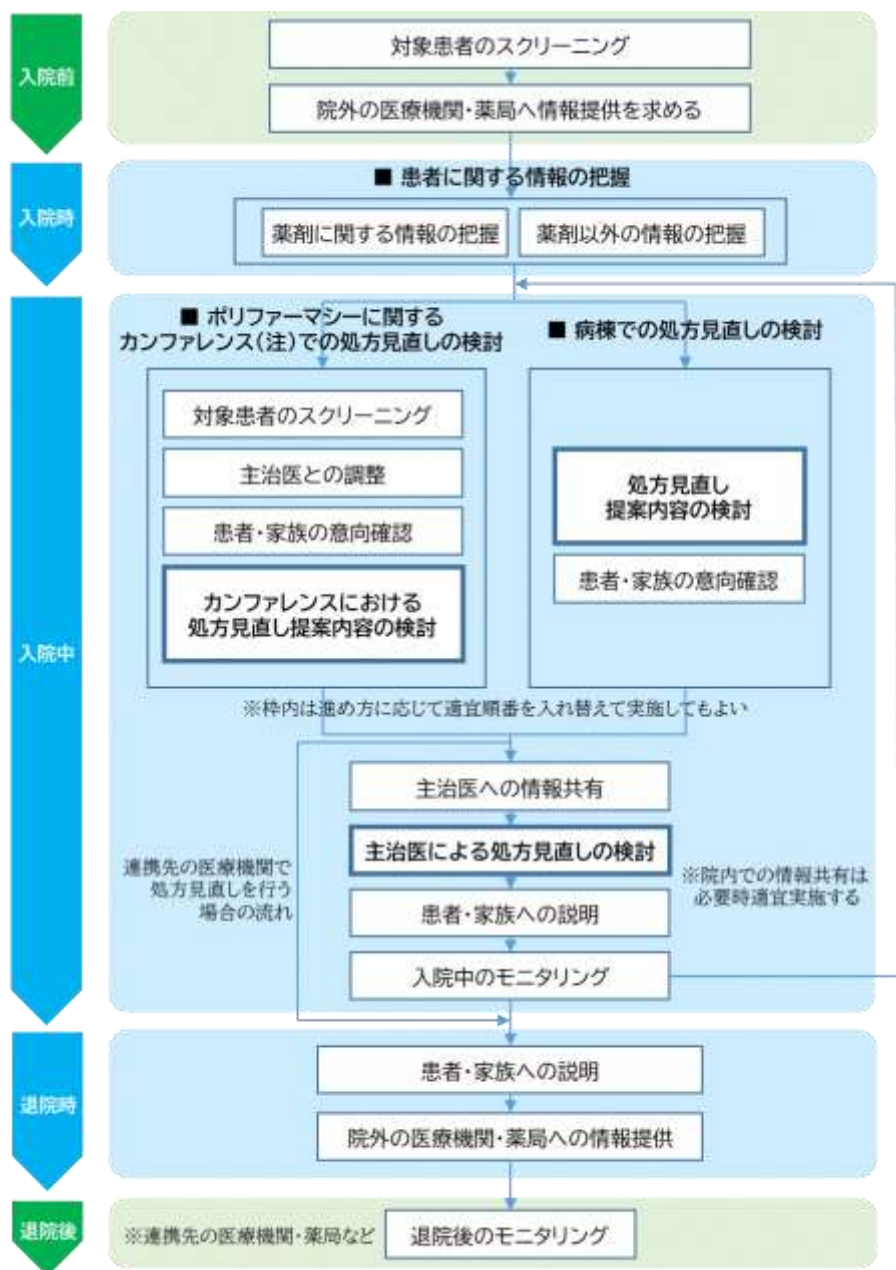 入院前
対象患者のスクリーニング
院外の医療機関・薬局へ情報提供を求める
入院時
■ 患者に関する情報の把握
薬剤に関する情報の把握
薬剤以外の情報の把握
入院中
■ ポリファーマシーに関する
カンファレンス(注)での処方見直しの検討
対象患者のスクリーニング
主治医との調整
患者・家族の意向確認
カンファレンスにおける
処方見直し提案内容の検討
■ 病棟での処方見直しの検討
処方見直し
提案内容の検討
患者・家族の意向確認
※枠内は進め方に応じて適宜順番を入れ替えて実施してもよい
主治医への情報共有
主治医による処方見直しの検討
患者・家族への説明
入院中のモニタリング
連携先の医療機関で
処方見直しを行う
場合の流れ
※院内での情報共有は
必要時適宜実施する
退院時
患者・家族への説明
院外の医療機関・薬局への情報提供
退院後
※連携先の医療機関・薬局など
退院後のモニタリング